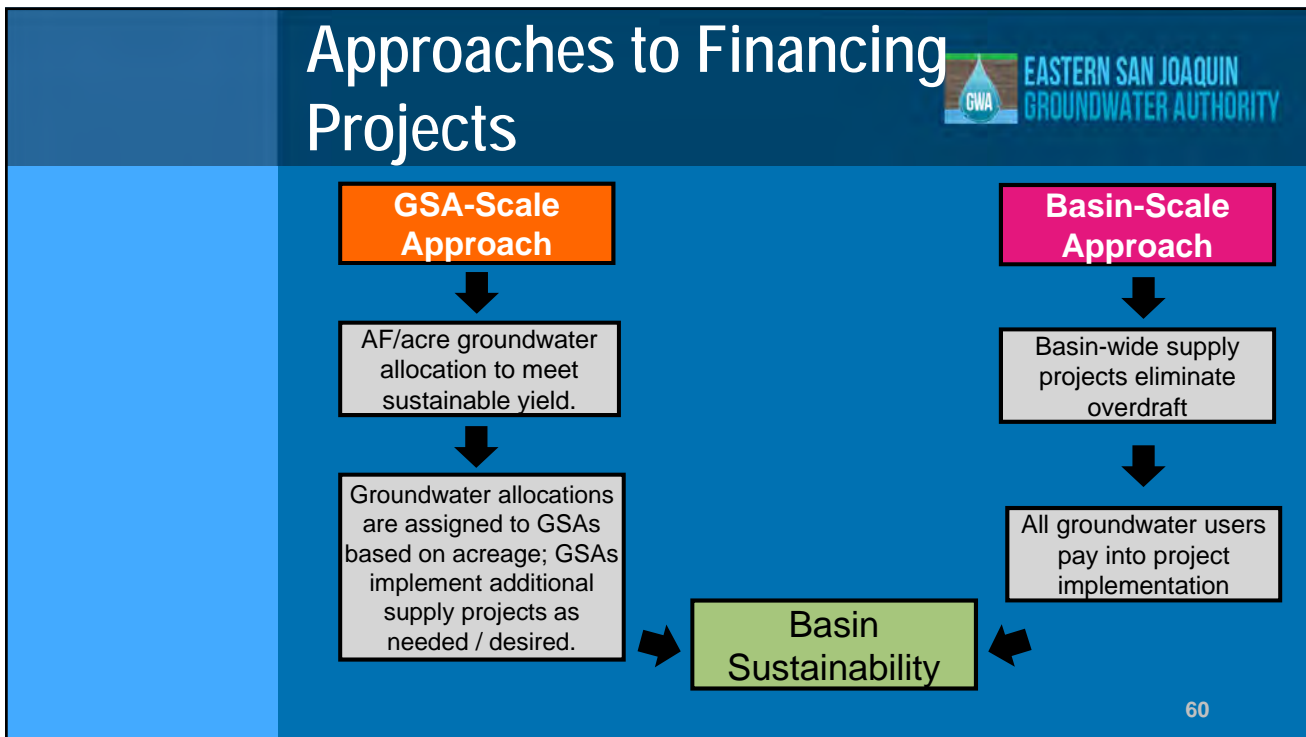 Approaches to Financing
Projects
GWA
EASTERN SAN JOAQUIN
GROUNDWATER AUTHORITY
GSA-Scale
Approach
AF/acre groundwater
allocation to meet
sustainable yield.
Groundwater allocations
are assigned to GSAs
based on acreage; GSAs
implement additional
supply projects as
needed / desired.
Basin-Scale
Approach
Basin-wide supply
projects eliminate
overdraft
All groundwater users
pay into project
implementation
Basin
Sustainability
60